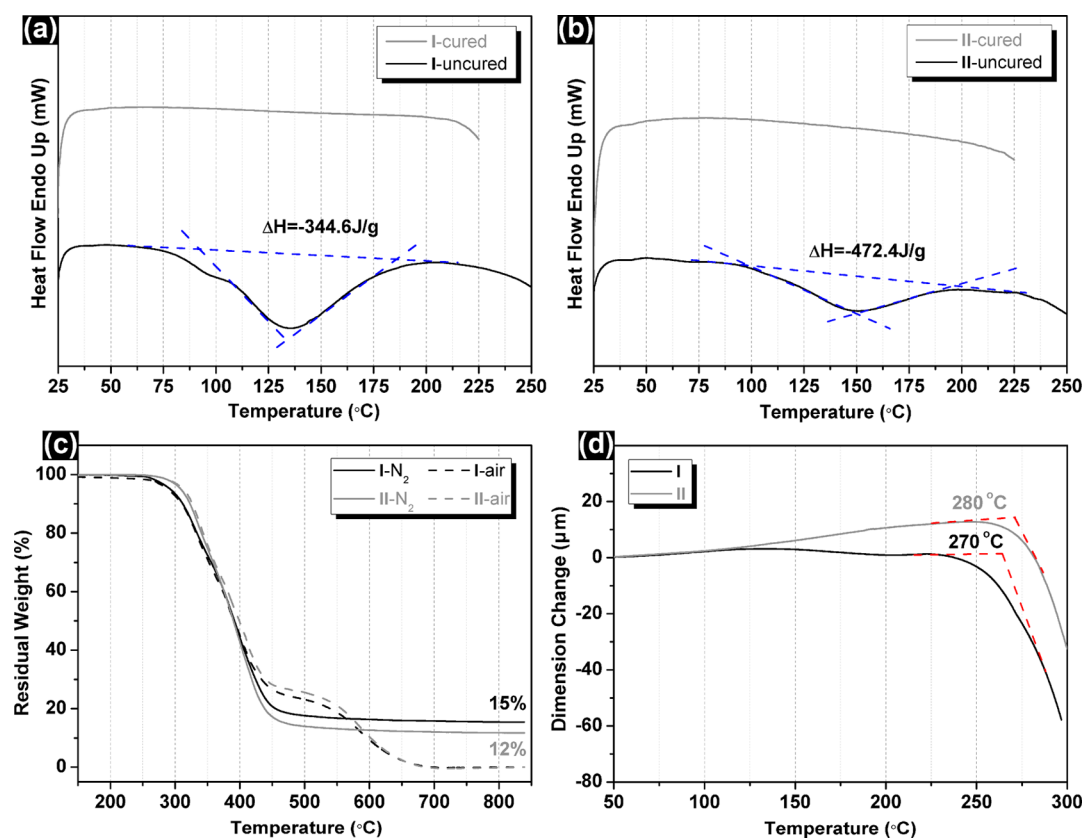 (a)
I-cured
I-uncured
Heat Flow Endo Up (mW)
ΔH=-344.6J/g
25 50 75 100 125 150 175 200 225 250
Temperature (°C)
(b)
II-cured
II-uncured
Heat Flow Endo Up (mW)
ΔH=-472.4J/g
25 50 75 100 125 150 175 200 225 250
Temperature (°C)
(c)
I-N₂ I-air
II-N₂ II-air
Residual Weight (%)
100
80
60
40
20
0
15%
12%
200 300 400 500 600 700 800
Temperature (°C)
(d)
I
II
Dimension Change (μm)
40
20
0
-20
-40
-60
-80
280 °C
270 °C
50 100 150 200 250 300
Temperature (°C)